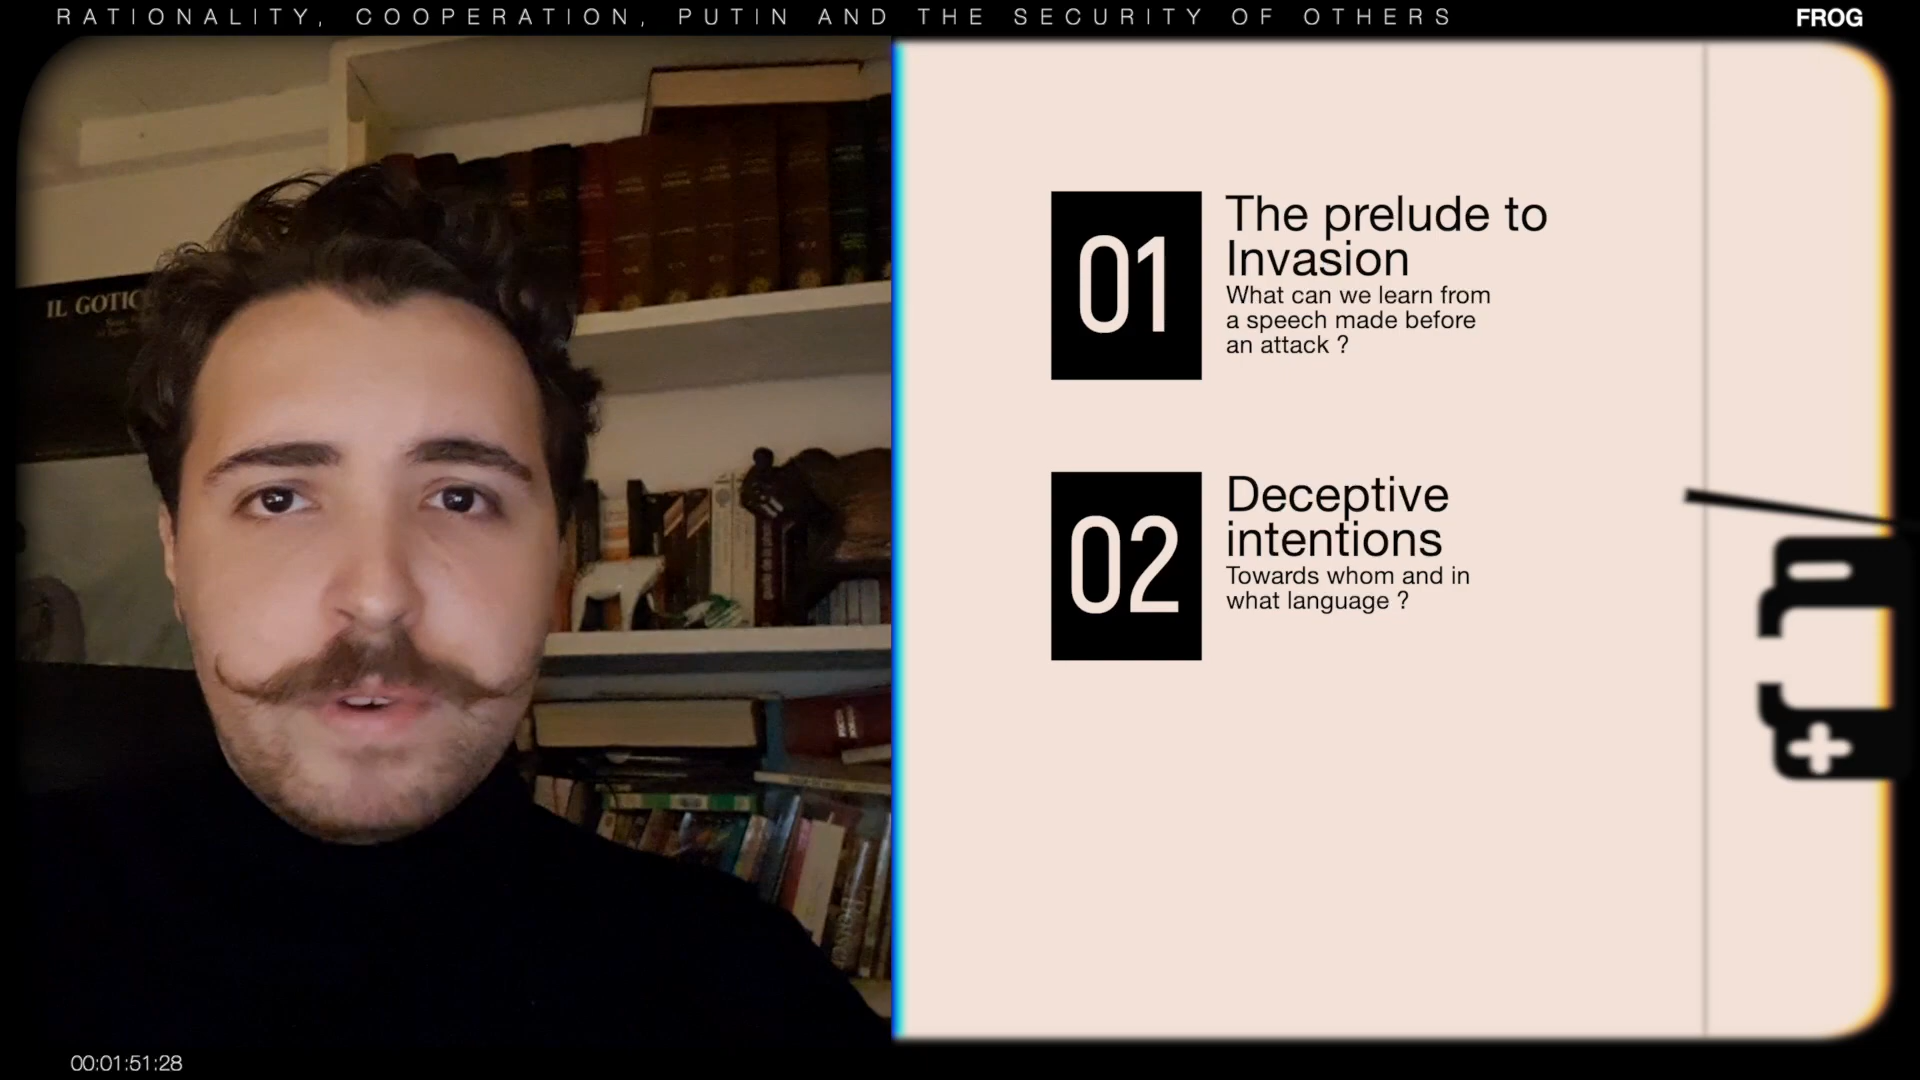 RATIONALITY, COOPERATION, PUTIN AND THE SECURITY OF OTHERS
FROG
IL GOTIC
01
The prelude to
Invasion
What can we learn from
a speech made before
an attack ?
02
Deceptive
intentions
Towards whom and in
what language ?
00:01:51:28